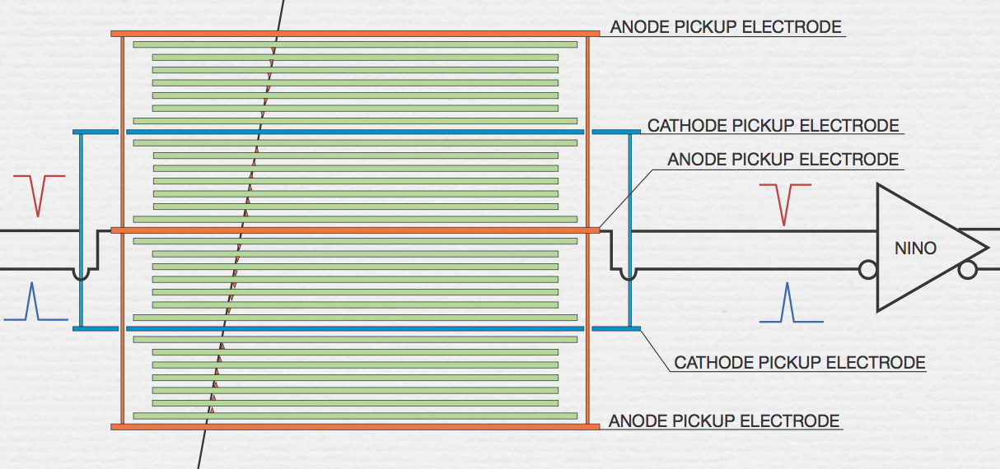 ANODE PICKUP ELECTRODE
CATHODE PICKUP ELECTRODE
ANODE PICKUP ELECTRODE
NINO
CATHODE PICKUP ELECTRODE
ANODE PICKUP ELECTRODE